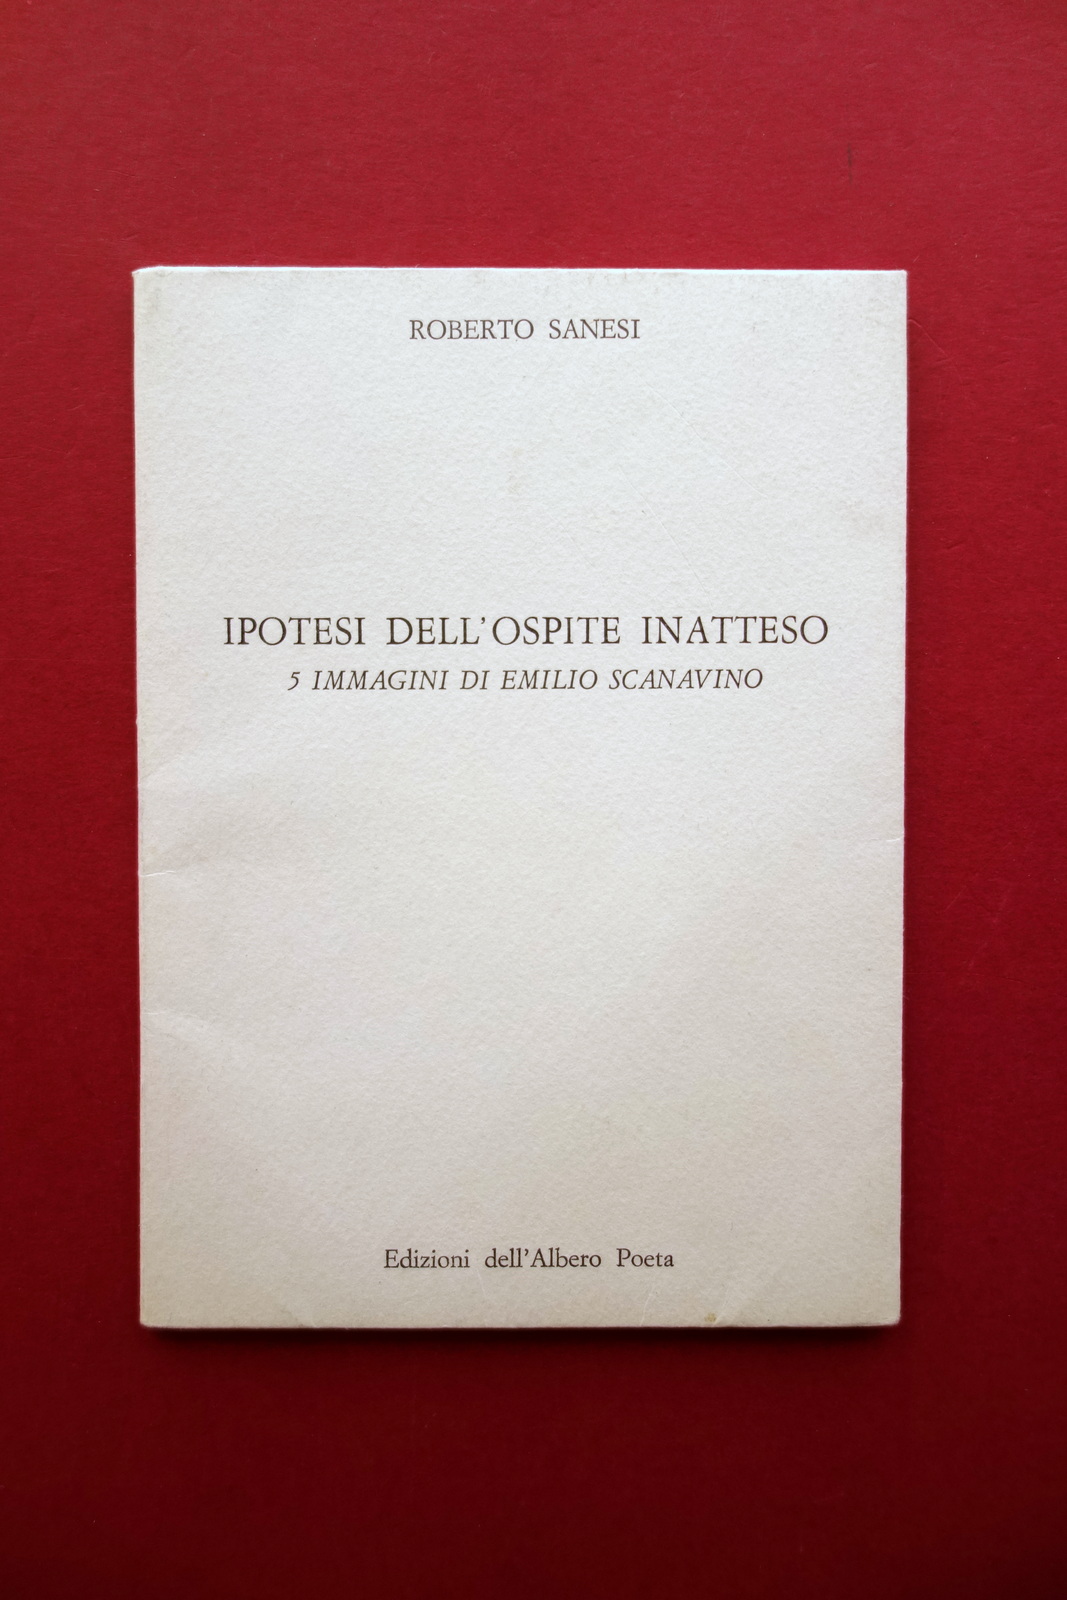 ROBERTO SANESI
IPOTESI DELL'OSPITE INATTESO
5 IMMAGINI DI EMILIO SCANAVINO
Edizioni dell'Albero Poeta